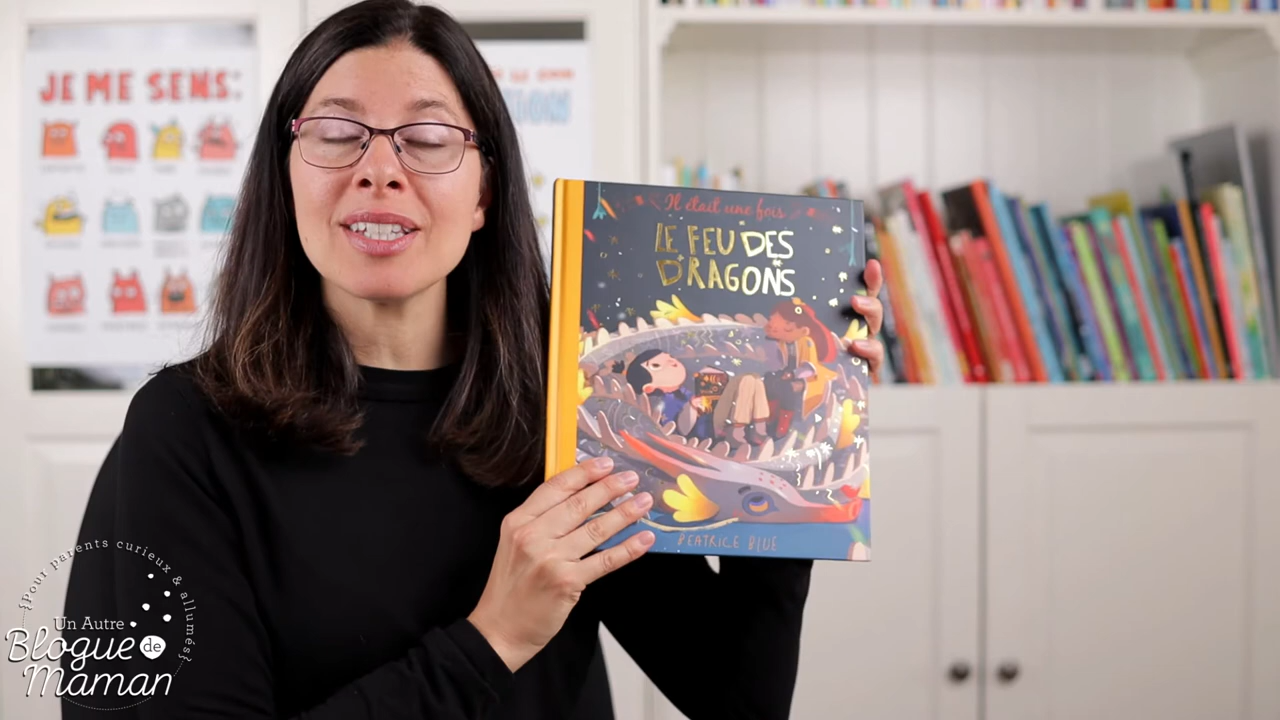 JE ME SENS:
Il était une fois
LE FEU DES
DRAGONS
BEATRICE BLUE
{Pour parents curieux & allumés}
Un Autre
Blogue de
Maman